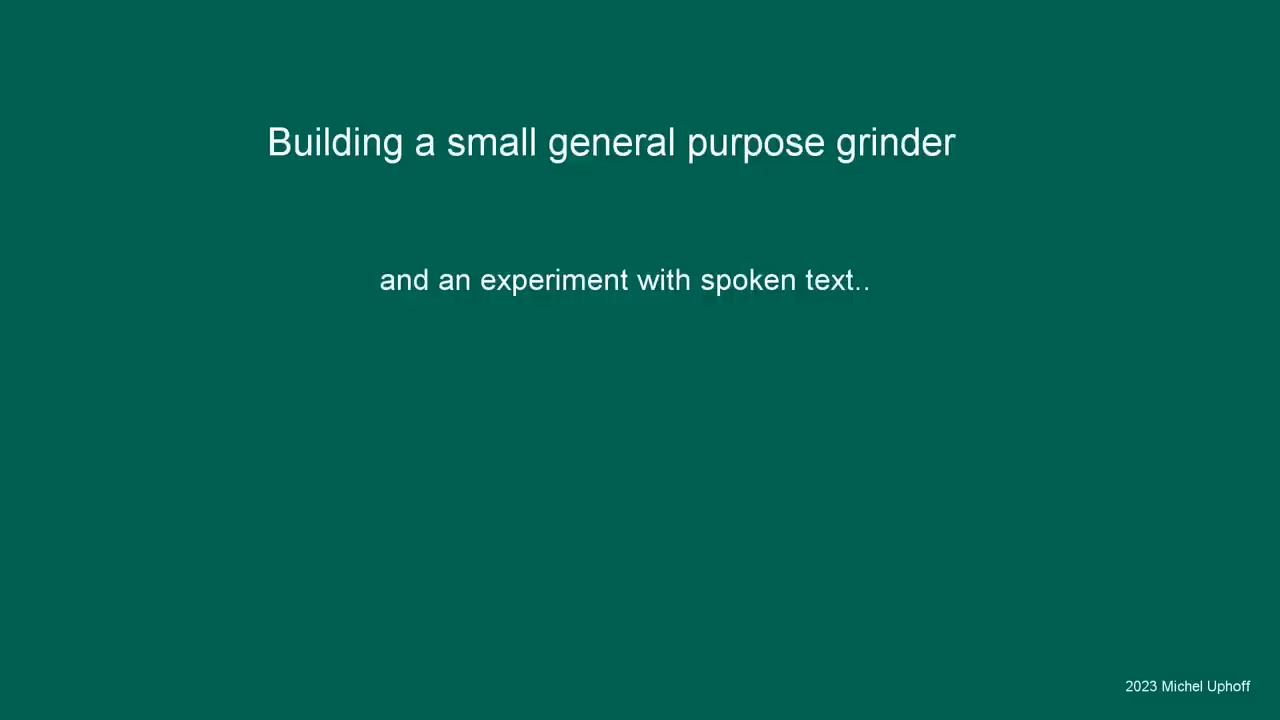 Building a small general purpose grinder
and an experiment with spoken text..
2023 Michel Uphoff